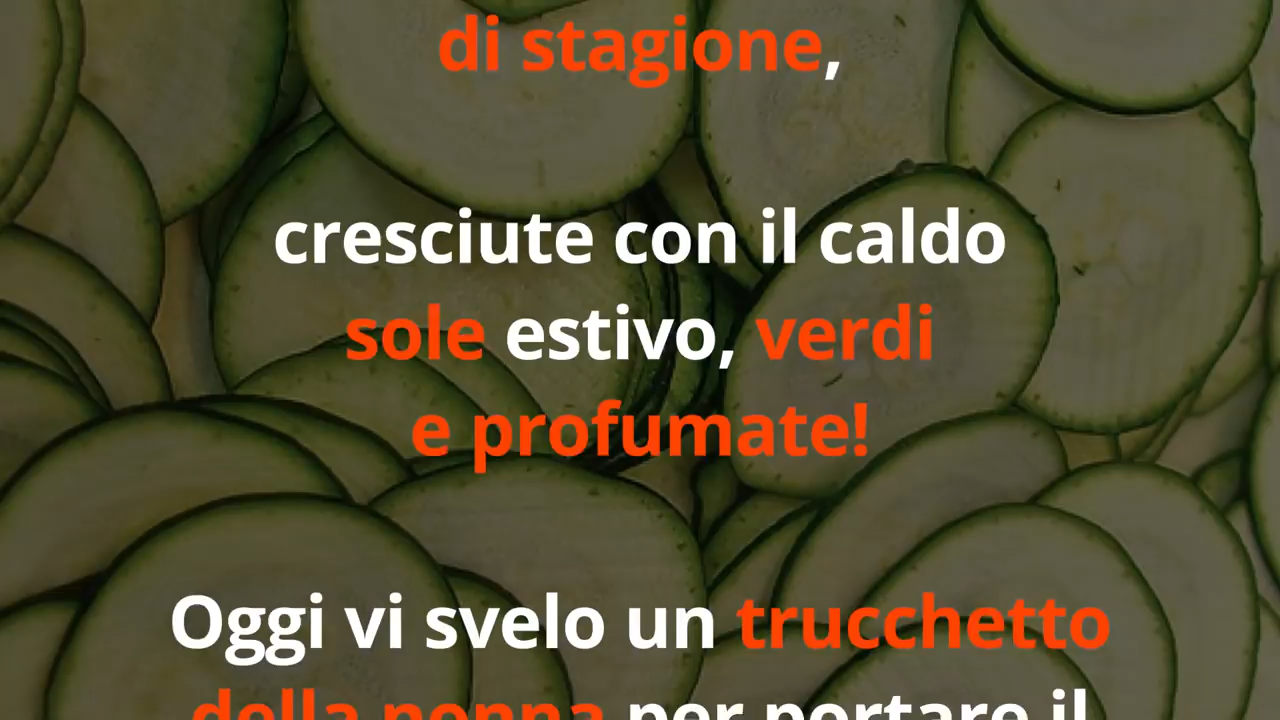 di stagione,
cresciute con il caldo
sole estivo, verdi
e profumate!
Oggi vi svelo un trucchetto
della nonna per portare il